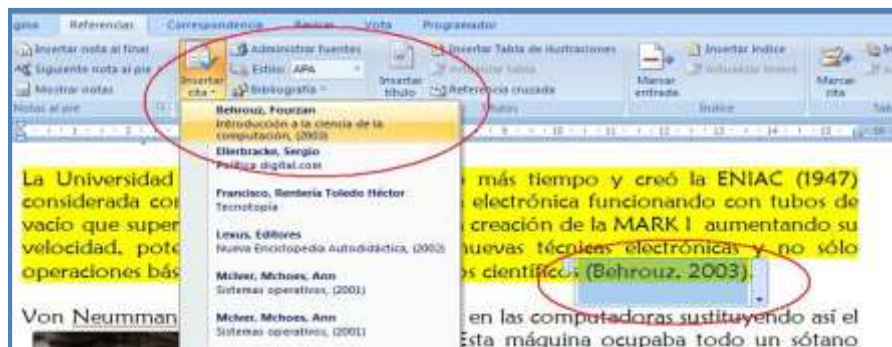 Referencias Correspondencia Revisar Vista Programador
Insertar nota al final
Siguiente nota al pie
Mostrar notas
Notas al pie
Insertar cita
Administrar fuentes
Estilo: APA
Bibliografía
Insertar título
Insertar Tabla de ilustraciones
Actualizar tabla
Referencia cruzada
Títulos
Marcar entrada
Insertar índice
Actualizar índice
Índice
Marcar cita
Behrouz, Fourzan
Introducción a la ciencia de la
computación, (2003)
Ellerbracke, Sergio
Política digital.com
Francisco, Rentería Toledo Héctor
Tecnotopía
Lexus, Editores
Nueva Enciclopedia Autodidáctica, (2002)
McIver, McHoes, Ann
Sistemas operativos, (2001)
McIver, McHoes, Ann
Sistemas operativos, (2001)
La Universidad más tiempo y creó la ENIAC (1947)
considerada electrónica funcionando con tubos de
vacío que creación de la MARK I aumentando su
velocidad, nuevas técnicas electrónicas y no sólo
operaciones científicos (Behrouz, 2003).
Von Neumman en las computadoras sustituyendo así el
Esta máquina ocupaba todo un sótano